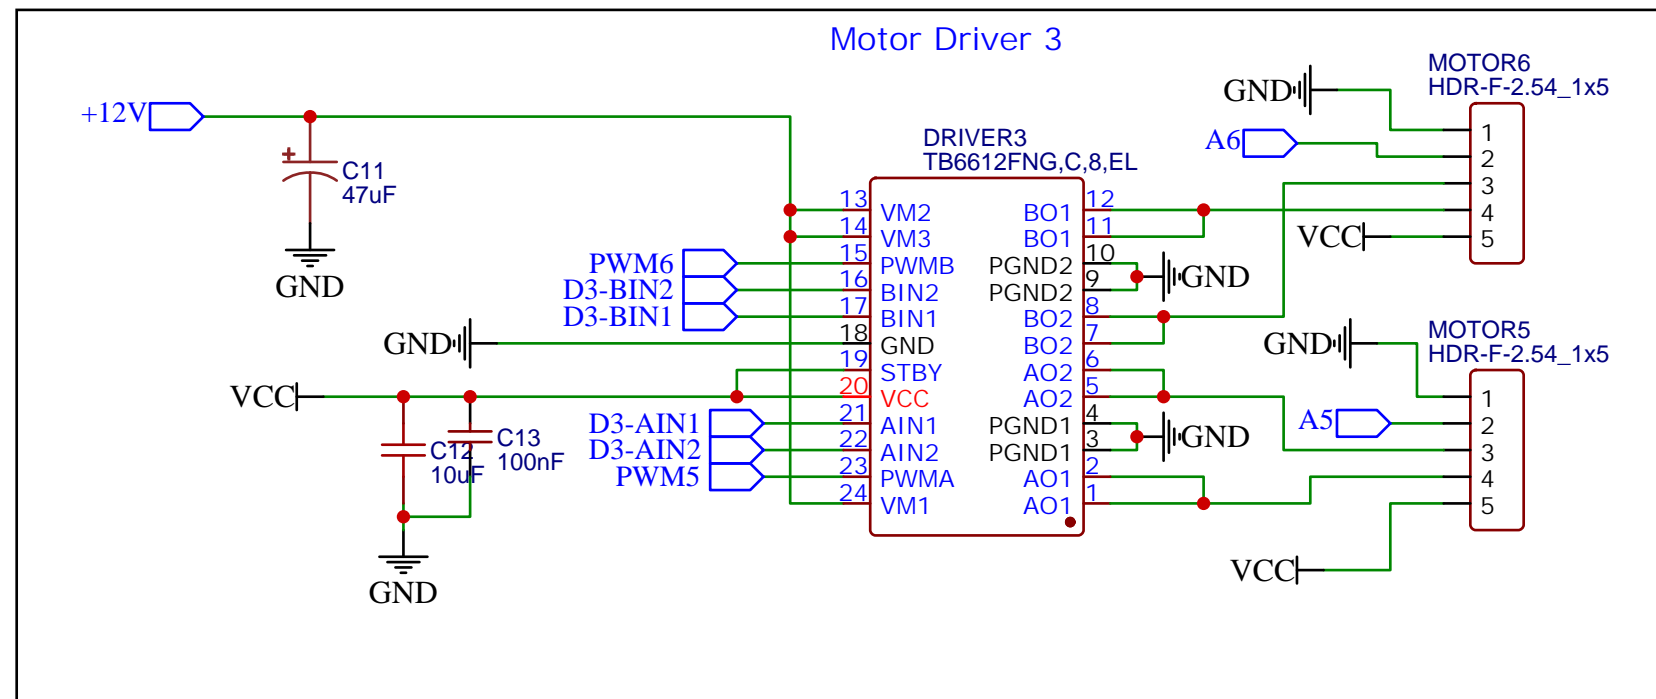 Motor Driver 3
+12V
C11
47uF
GND
PWM6
D3-BIN2
D3-BIN1
GND
VCC
C12
10uF
C13
100nF
GND
D3-AIN1
D3-AIN2
PWM5
DRIVER3
TB6612FNG,C,8,EL
13 VM2 BO1 12
14 VM3 BO1 11
15 PWMB PGND2 10
16 BIN2 PGND2 9
17 BIN1 BO2 8
18 GND BO2 7
19 STBY AO2 6
20 VCC AO2 5
21 AIN1 PGND1 4
22 AIN2 PGND1 3
23 PWMA AO1 2
24 VM1 AO1 1
GND
GND
MOTOR6
HDR-F-2.54_1x5
GND
A6
VCC
1
2
3
4
5
MOTOR5
HDR-F-2.54_1x5
GND
A5
VCC
1
2
3
4
5